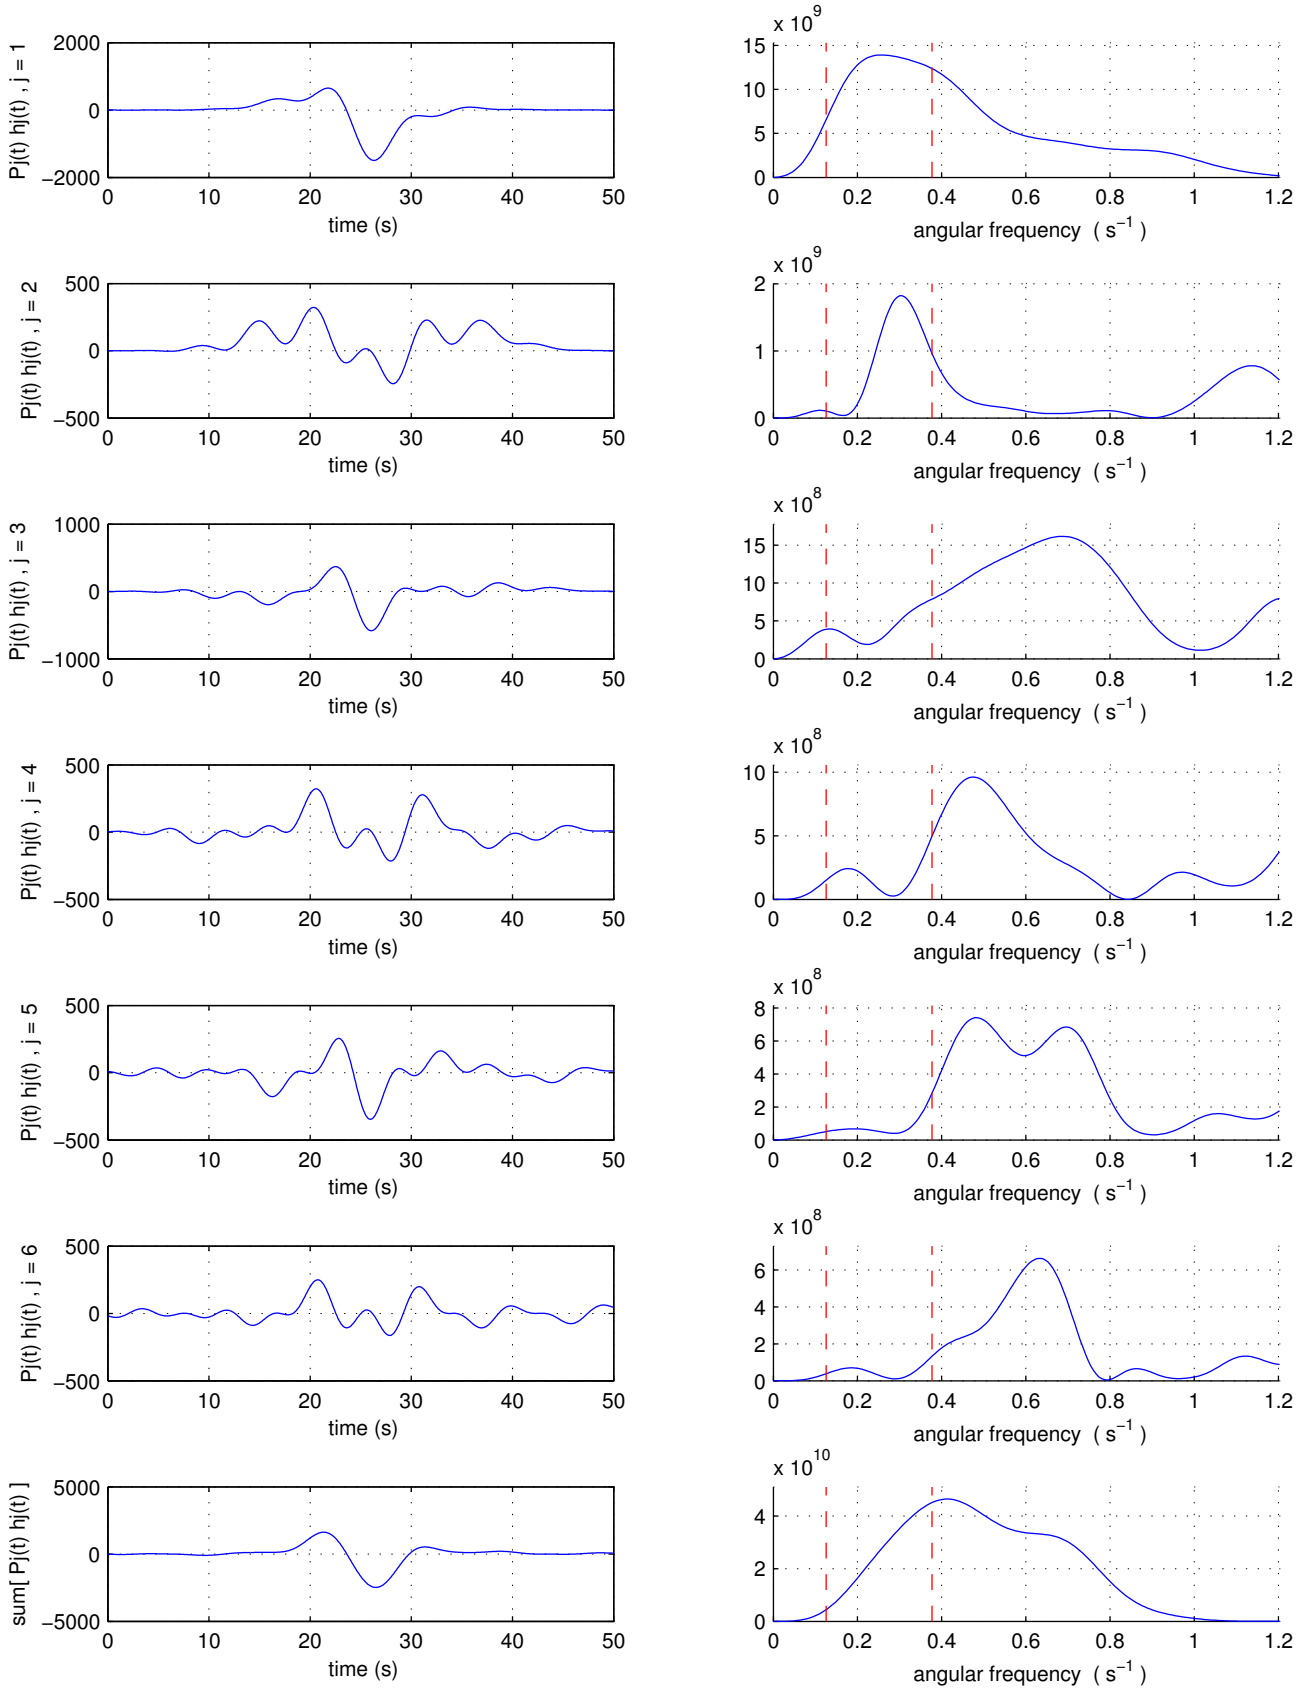 x 10^9
2000
0
−2000
Pj(t) hj(t) , j = 1
0 10 20 30 40 50
time (s)
15
10
5
0
0 0.2 0.4 0.6 0.8 1 1.2
angular frequency ( s^−1 )
x 10^9
500
0
−500
Pj(t) hj(t) , j = 2
0 10 20 30 40 50
time (s)
2
1
0
0 0.2 0.4 0.6 0.8 1 1.2
angular frequency ( s^−1 )
x 10^8
1000
0
−1000
Pj(t) hj(t) , j = 3
0 10 20 30 40 50
time (s)
15
10
5
0
0 0.2 0.4 0.6 0.8 1 1.2
angular frequency ( s^−1 )
x 10^8
500
0
−500
Pj(t) hj(t) , j = 4
0 10 20 30 40 50
time (s)
10
5
0
0 0.2 0.4 0.6 0.8 1 1.2
angular frequency ( s^−1 )
x 10^8
500
0
−500
Pj(t) hj(t) , j = 5
0 10 20 30 40 50
time (s)
8
6
4
2
0
0 0.2 0.4 0.6 0.8 1 1.2
angular frequency ( s^−1 )
x 10^8
500
0
−500
Pj(t) hj(t) , j = 6
0 10 20 30 40 50
time (s)
6
4
2
0
0 0.2 0.4 0.6 0.8 1 1.2
angular frequency ( s^−1 )
x 10^10
5000
0
−5000
sum[ Pj(t) hj(t) ]
0 10 20 30 40 50
time (s)
4
2
0
0 0.2 0.4 0.6 0.8 1 1.2
angular frequency ( s^−1 )